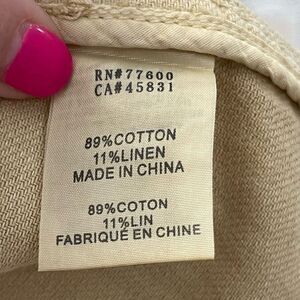 RN#77600
CA#45831
89%COTTON
11%LINEN
MADE IN CHINA
89%COTON
11%LIN
FABRIQUÉ EN CHINE